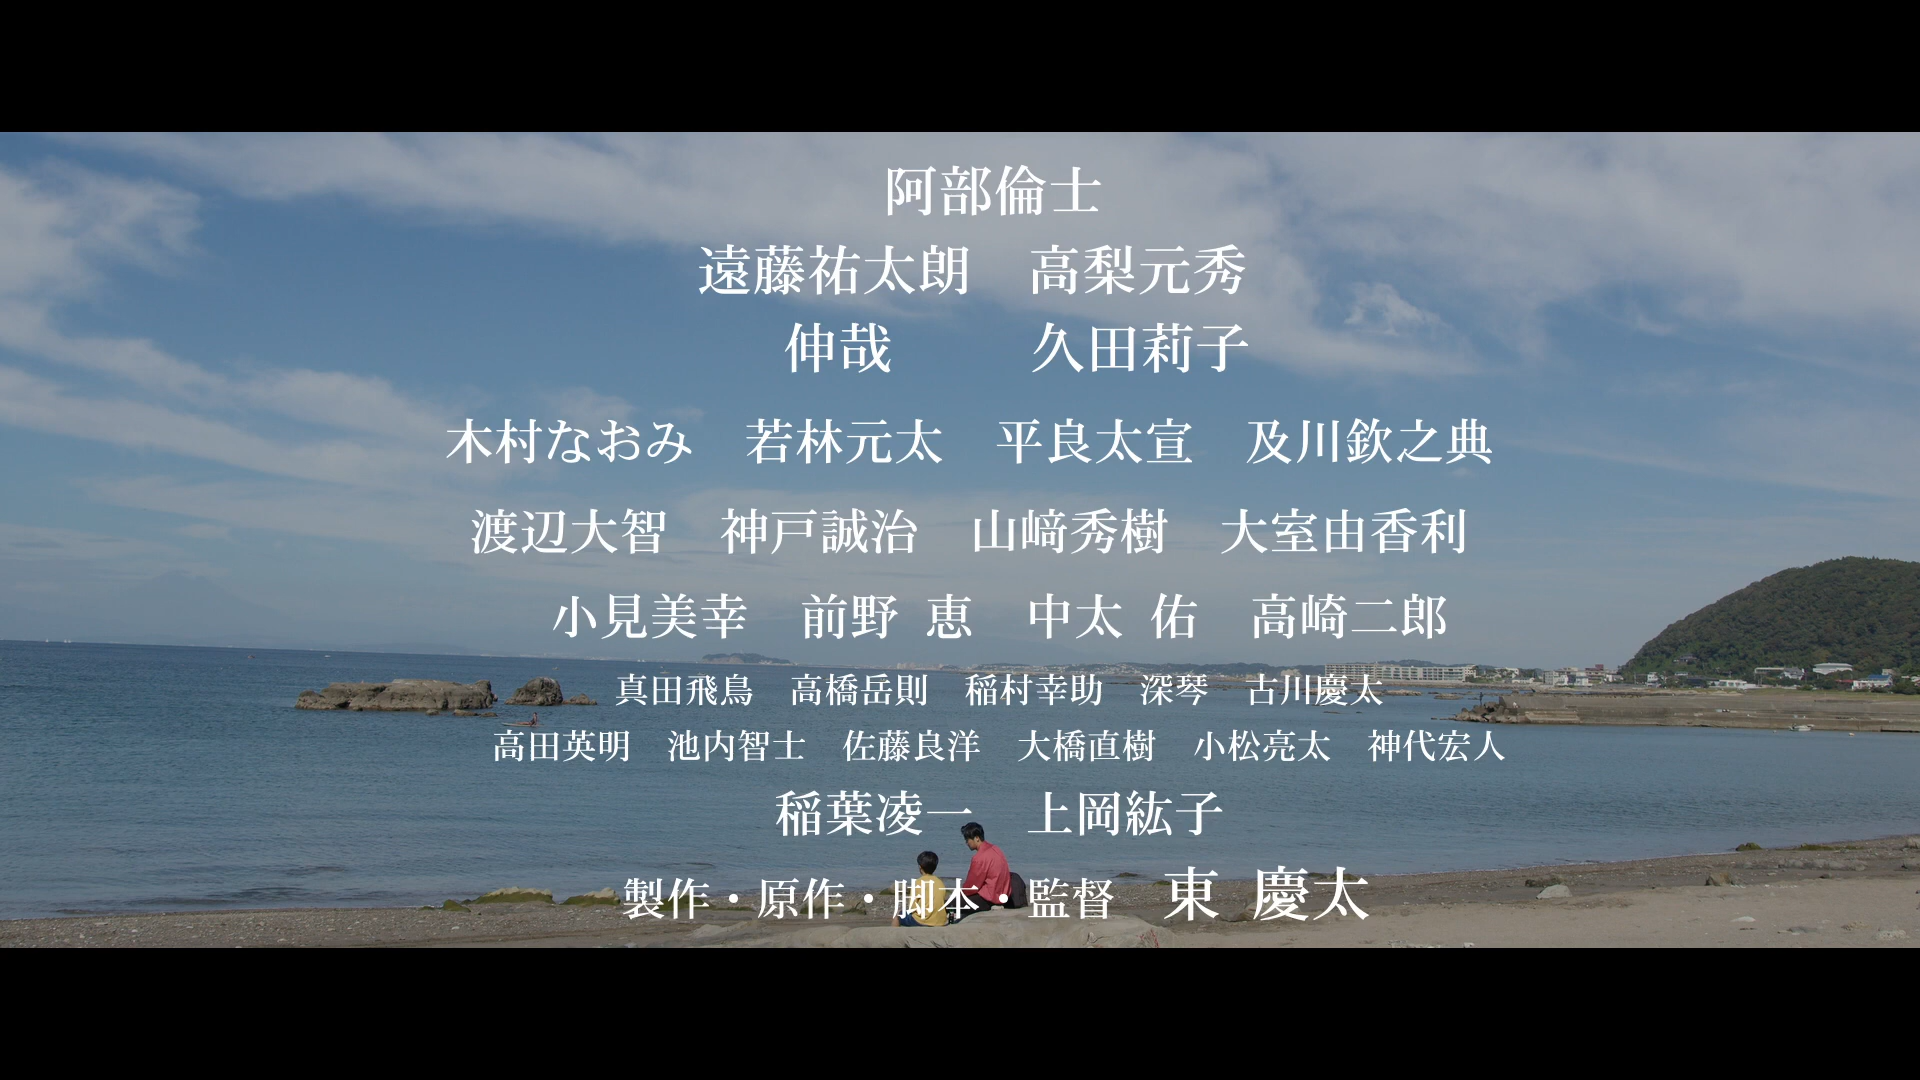 阿部倫士
遠藤祐太朗　高梨元秀
伸哉　久田莉子
木村なおみ　若林元太　平良太宣　及川欽之典
渡辺大智　神戸誠治　山﨑秀樹　大室由香利
小見美幸　前野 恵　中太 佑　高崎二郎
真田飛鳥　高橋岳則　稲村幸助　深琴　古川慶太
高田英明　池内智士　佐藤良洋　大橋直樹　小松亮太　神代宏人
稲葉凌一　上岡紘子
製作・原作・脚本・監督　東 慶太